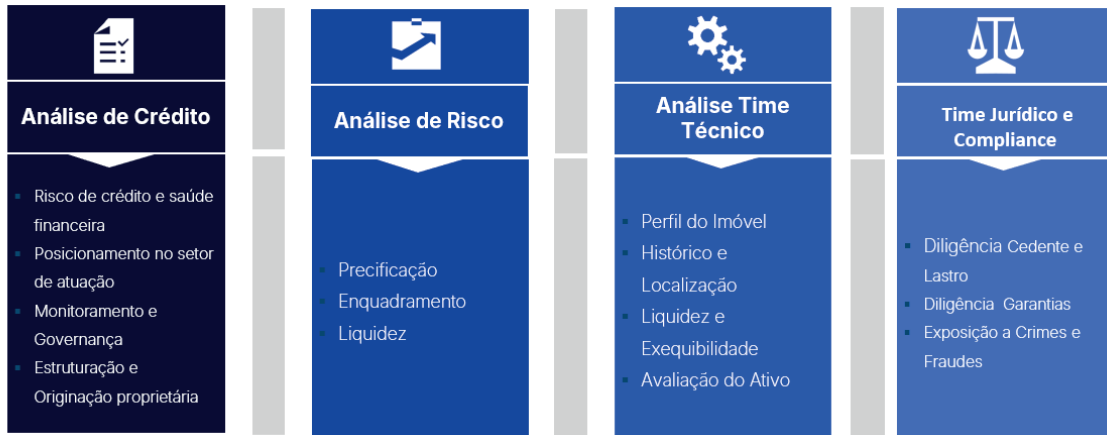 Análise de Crédito
Risco de crédito e saúde
financeira
Posicionamento no setor
de atuação
Monitoramento e
Governança
Estruturação e
Originação proprietária
Análise de Risco
Precificação
Enquadramento
Liquidez
Análise Time
Técnico
Perfil do Imóvel
Histórico e
Localização
Liquidez e
Exequibilidade
Avaliação do Ativo
Time Jurídico e
Compliance
Diligência Cedente e
Lastro
Diligência Garantias
Exposição a Crimes e
Fraudes